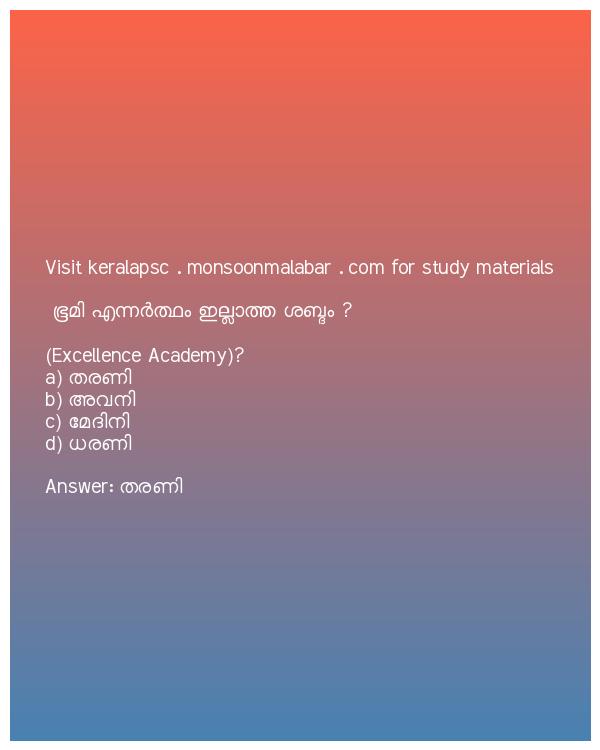 Visit keralapsc . monsoonmalabar . com for study materials
ഭൂമി എന്നർത്ഥം ഇല്ലാത്ത ശബ്ദം ?
(Excellence Academy)?
a) തരണി
b) അവനി
c) മേദിനി
d) ധരണി
Answer: തരണി